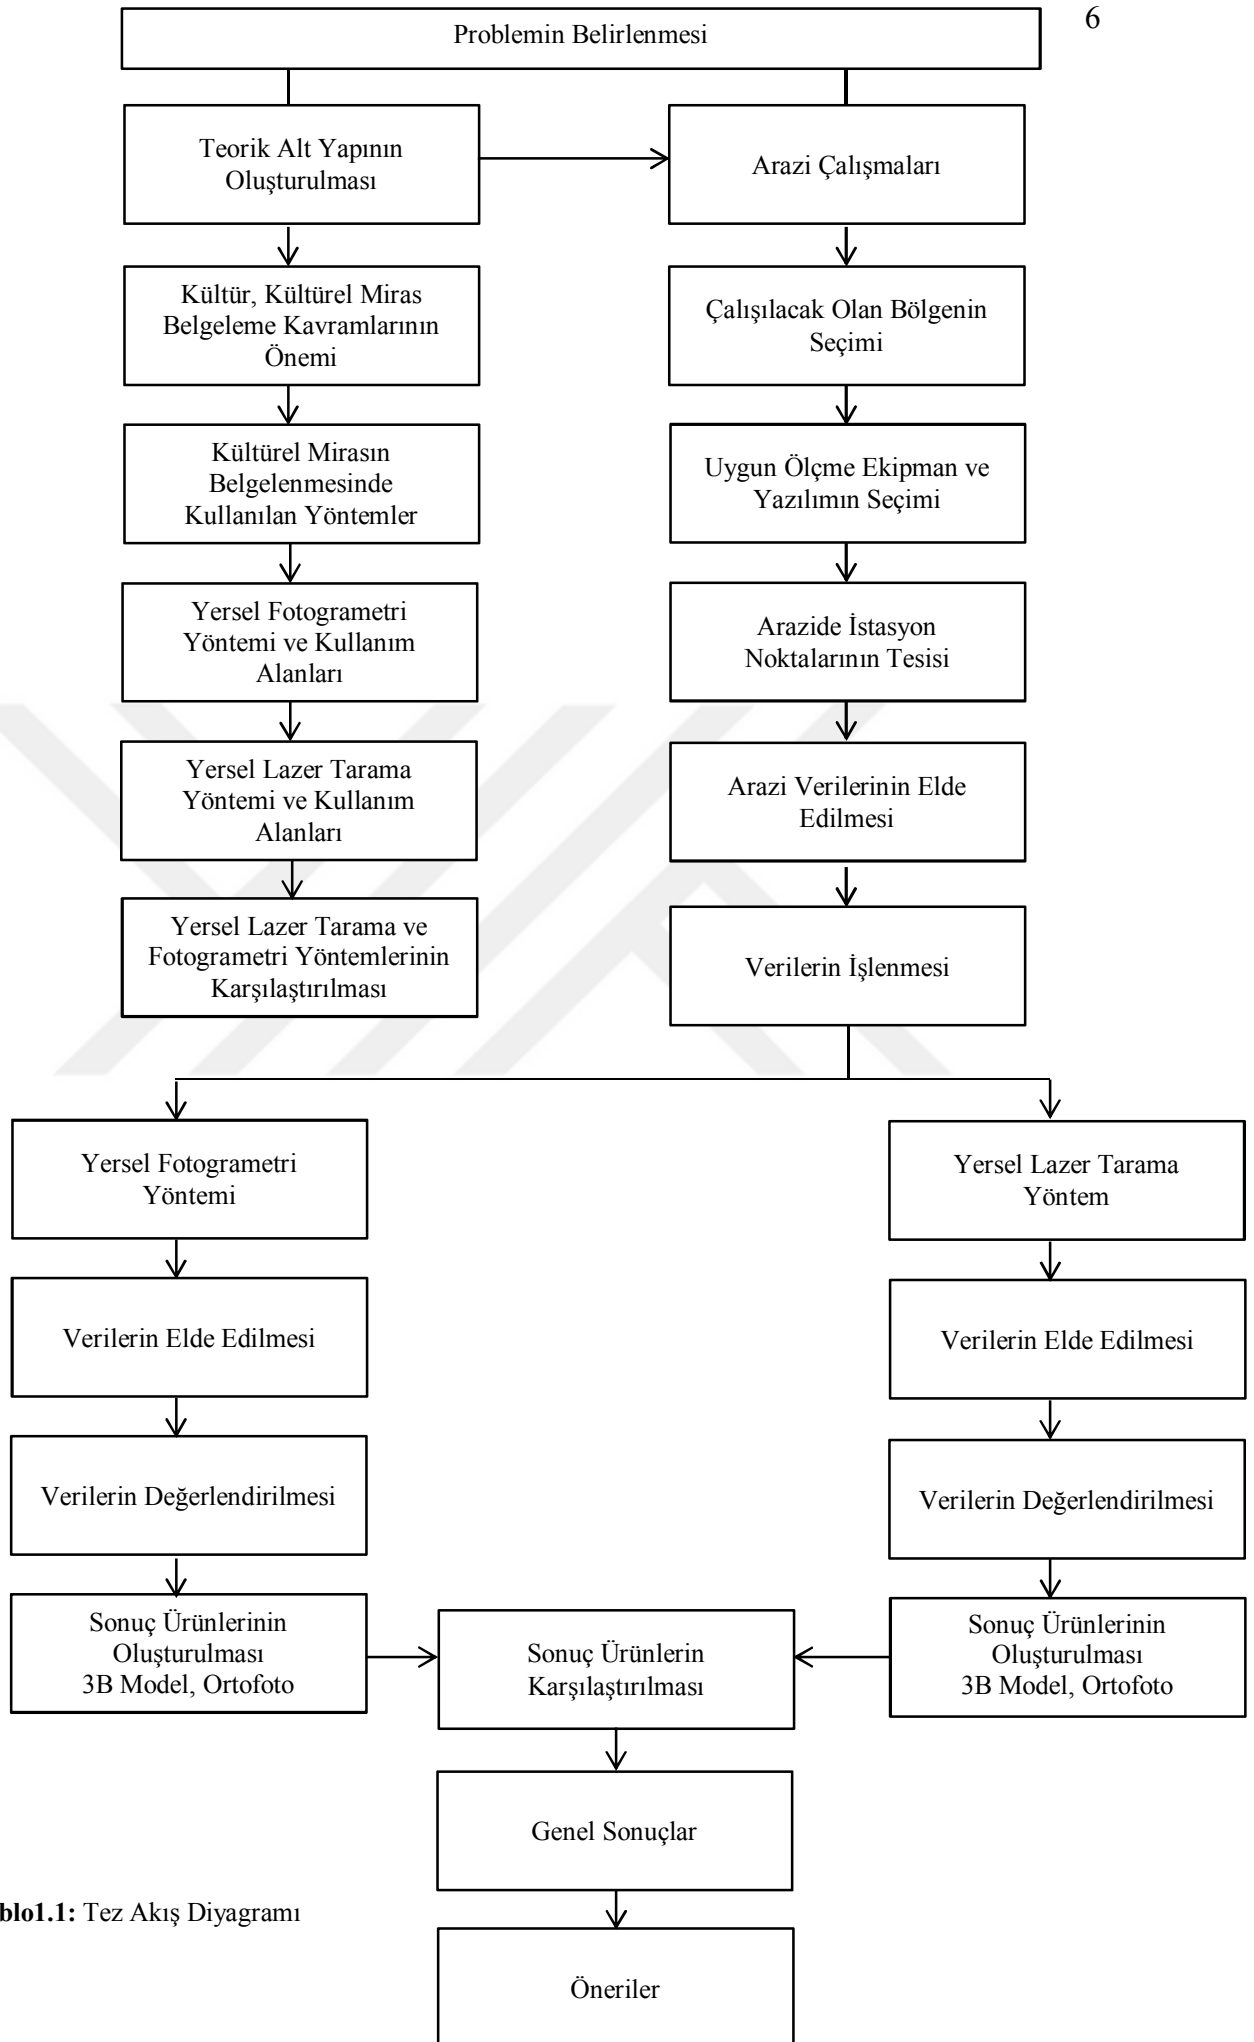 6
Problemin Belirlenmesi
Teorik Alt Yapının
Oluşturulması
Arazi Çalışmaları
Kültür, Kültürel Miras
Belgeleme Kavramlarının
Önemi
Çalışılacak Olan Bölgenin
Seçimi
Kültürel Mirasın
Belgelenmesinde
Kullanılan Yöntemler
Uygun Ölçme Ekipman ve
Yazılımın Seçimi
Yersel Fotogrametri
Yöntemi ve Kullanım
Alanları
Arazide İstasyon
Noktalarının Tesisi
Yersel Lazer Tarama
Yöntemi ve Kullanım
Alanları
Arazi Verilerinin Elde
Edilmesi
Yersel Lazer Tarama ve
Fotogrametri Yöntemlerinin
Karşılaştırılması
Verilerin İşlenmesi
Yersel Fotogrametri
Yöntemi
Yersel Lazer Tarama
Yöntem
Verilerin Elde Edilmesi
Verilerin Elde Edilmesi
Verilerin Değerlendirilmesi
Verilerin Değerlendirilmesi
Sonuç Ürünlerinin
Oluşturulması
3B Model, Ortofoto
Sonuç Ürünlerin
Karşılaştırılması
Sonuç Ürünlerinin
Oluşturulması
3B Model, Ortofoto
Genel Sonuçlar
blo1.1: Tez Akış Diyagramı
Öneriler